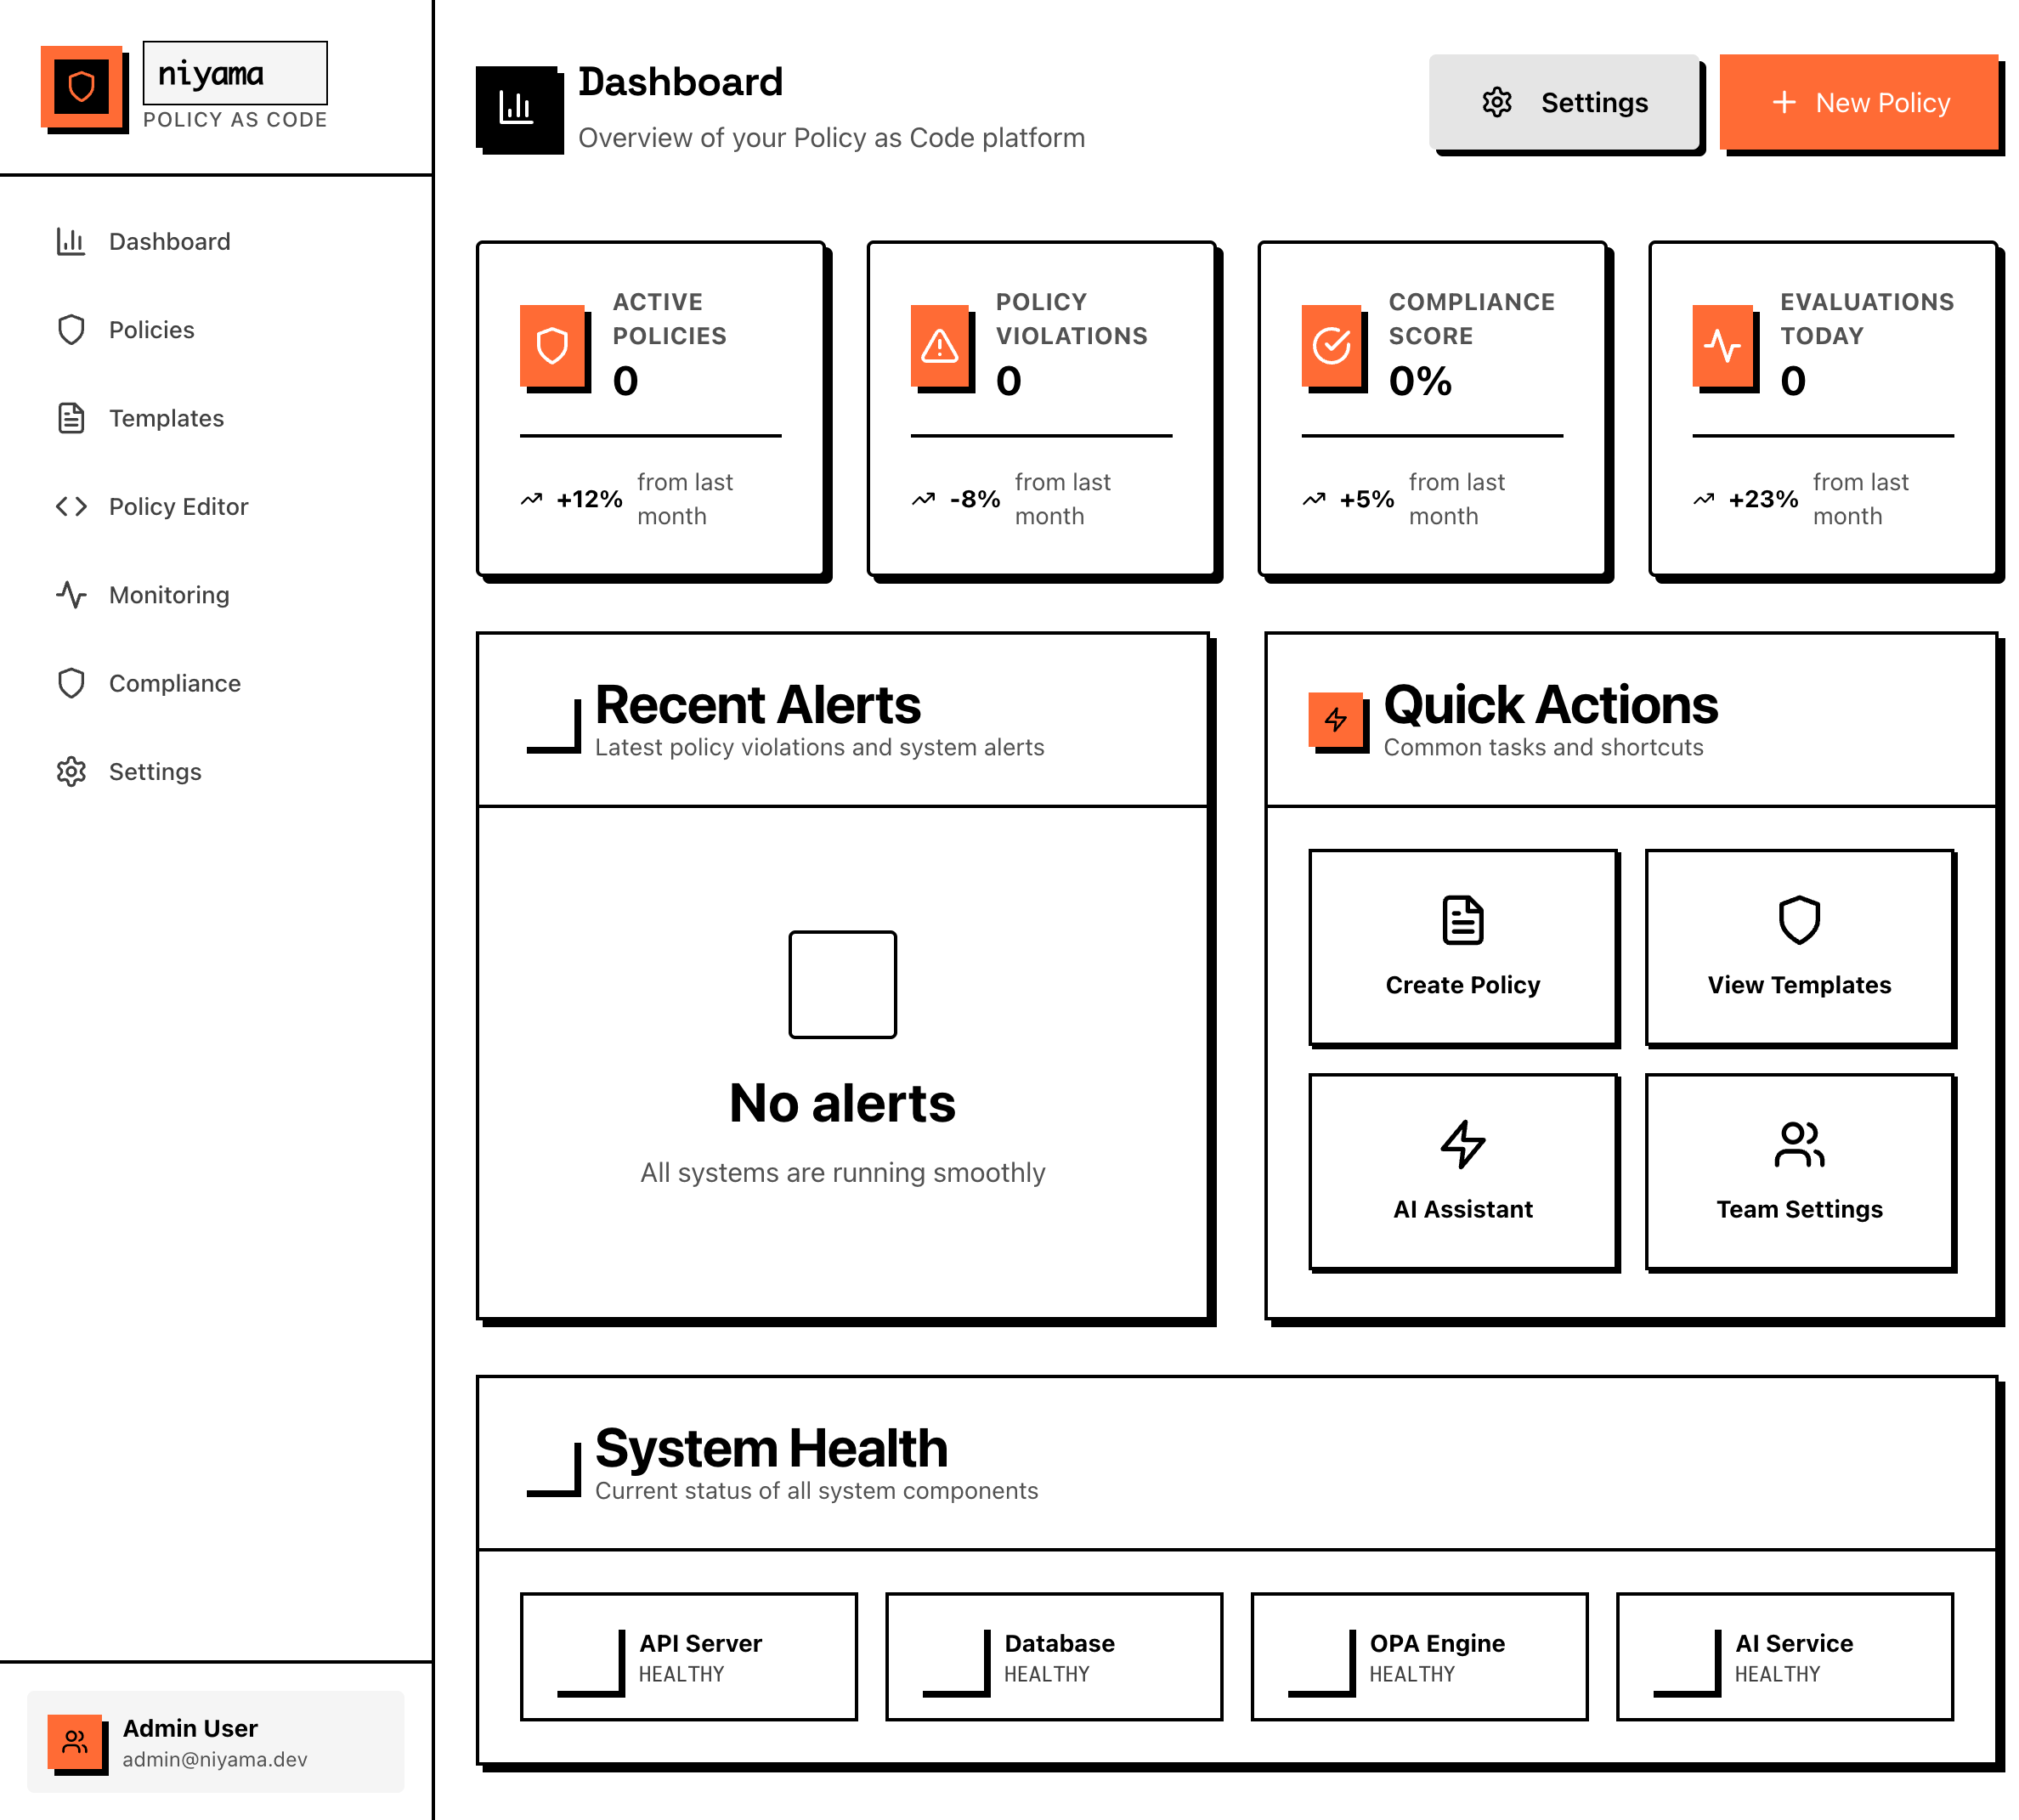 niyama
POLICY AS CODE
Dashboard
Policies
Templates
Policy Editor
Monitoring
Compliance
Settings
Admin User
admin@niyama.dev
Dashboard
Overview of your Policy as Code platform
Settings
New Policy
ACTIVE
POLICIES
0
+12% from last
month
POLICY
VIOLATIONS
0
-8% from last
month
COMPLIANCE
SCORE
0%
+5% from last
month
EVALUATIONS
TODAY
0
+23% from last
month
Recent Alerts
Latest policy violations and system alerts
No alerts
All systems are running smoothly
Quick Actions
Common tasks and shortcuts
Create Policy
View Templates
AI Assistant
Team Settings
System Health
Current status of all system components
API Server
HEALTHY
Database
HEALTHY
OPA Engine
HEALTHY
AI Service
HEALTHY